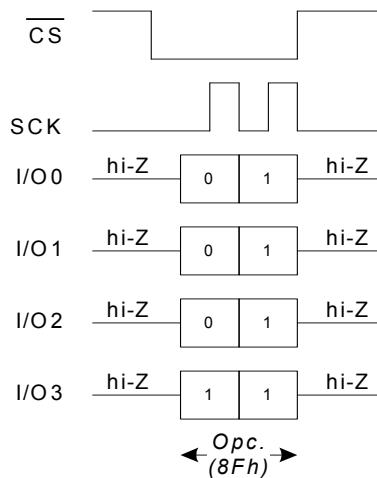 CS
SCK
I/O0 hi-Z 0 1 hi-Z
I/O1 hi-Z 0 1 hi-Z
I/O2 hi-Z 0 1 hi-Z
I/O3 hi-Z 1 1 hi-Z
Opc.
(8Fh)